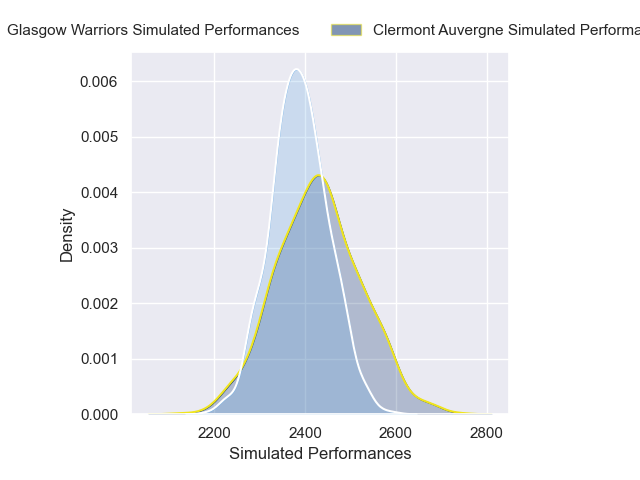 Glasgow Warriors Simulated Performances Clermont Auvergne Simulated Performa
0.006
0.005
0.004
0.003
0.002
0.001
0.000
Density
2200 2400 2600 2800
Simulated Performances